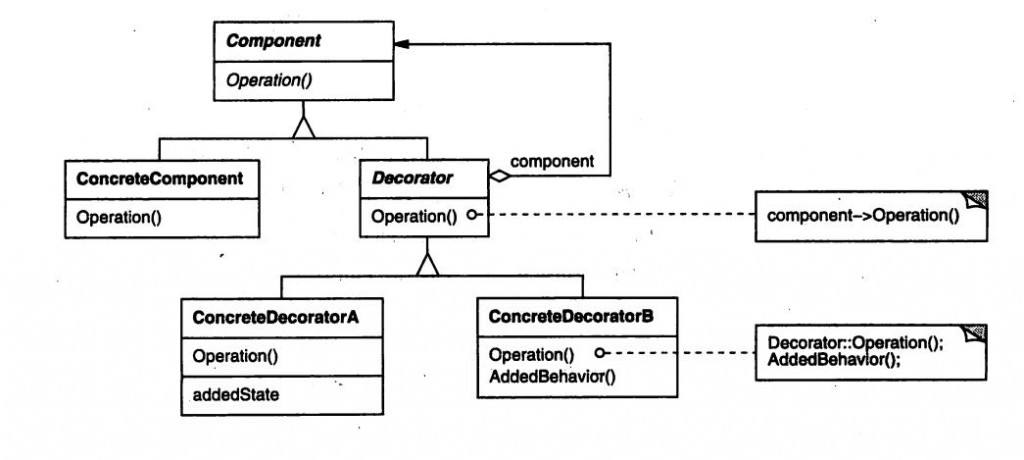 Component
Operation()
component
ConcreteComponent
Operation()
Decorator
Operation()
component–>Operation()
ConcreteDecoratorA
Operation()
addedState
ConcreteDecoratorB
Operation()
AddedBehavior()
Decorator::Operation();
AddedBehavior();